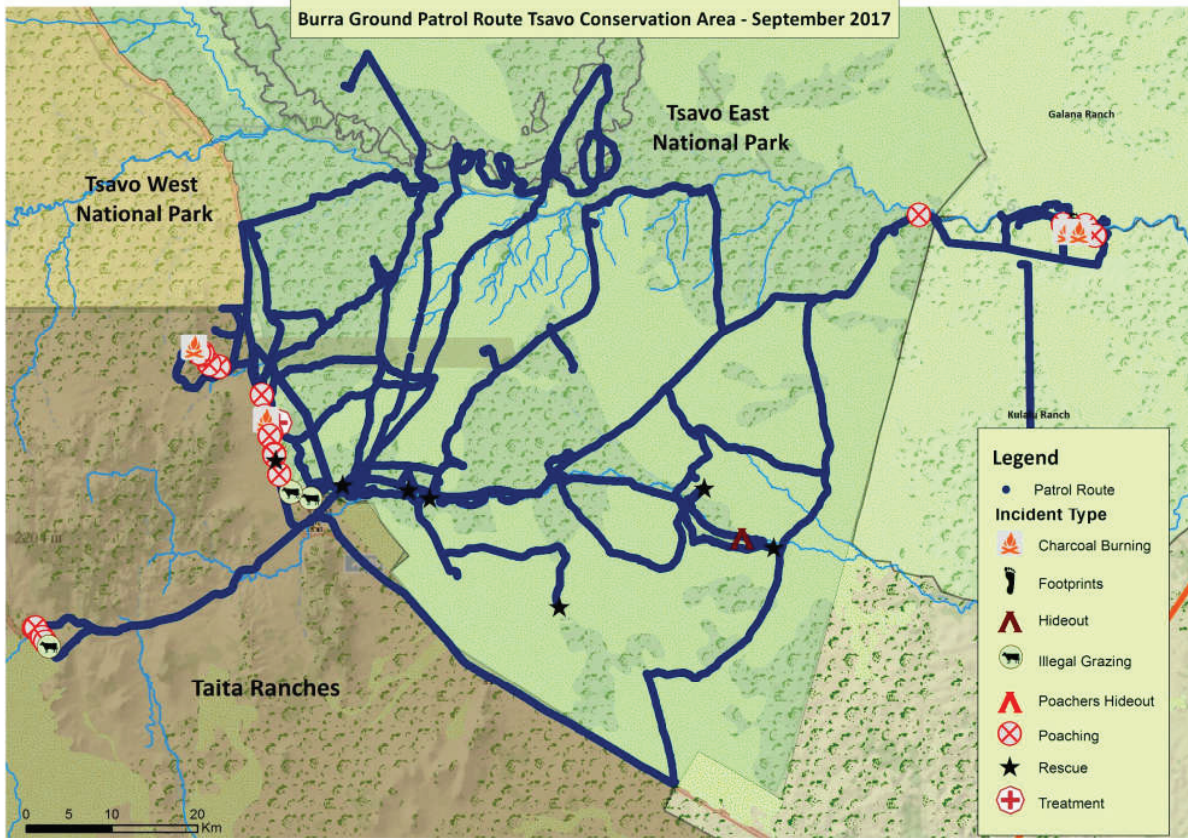 Burra Ground Patrol Route Tsavo Conservation Area - September 2017
Tsavo East
National Park
Galana Ranch
Tsavo West
National Park
Kulalu Ranch
Taita Ranches
Legend
Patrol Route
Incident Type
Charcoal Burning
Footprints
Hideout
Illegal Grazing
Poachers Hideout
Poaching
Rescue
Treatment
0 5 10 20
Km